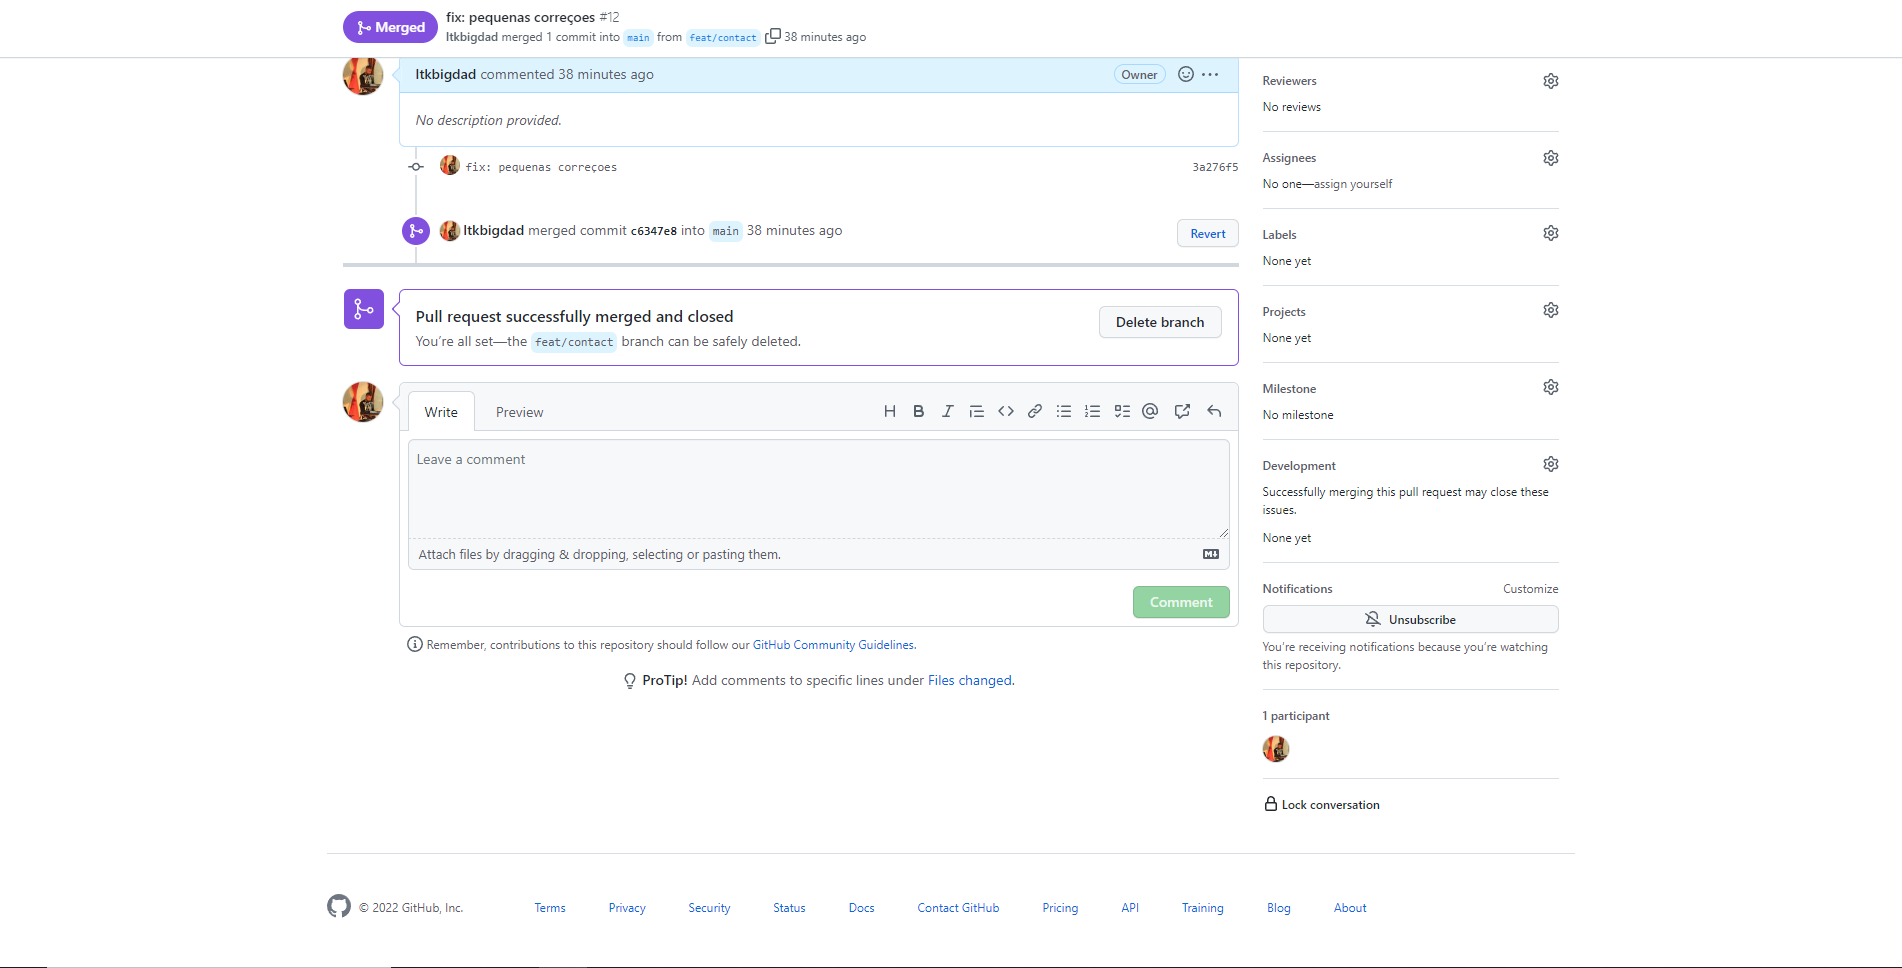 Merged
fix: pequenas correçoes #12
ltkbigdad merged 1 commit into main from feat/contact 38 minutes ago
ltkbigdad commented 38 minutes ago
Owner
No description provided.
fix: pequenas correçoes
3a276f5
ltkbigdad merged commit c6347e8 into main 38 minutes ago
Revert
Pull request successfully merged and closed
You're all set—the feat/contact branch can be safely deleted.
Delete branch
Write
Preview
Leave a comment
Attach files by dragging & dropping, selecting or pasting them.
Comment
Remember, contributions to this repository should follow our GitHub Community Guidelines.
ProTip! Add comments to specific lines under Files changed.
Reviewers
No reviews
Assignees
No one—assign yourself
Labels
None yet
Projects
None yet
Milestone
No milestone
Development
Successfully merging this pull request may close these
issues.
None yet
Notifications
Customize
Unsubscribe
You're receiving notifications because you're watching
this repository.
1 participant
Lock conversation
© 2022 GitHub, Inc.
Terms
Privacy
Security
Status
Docs
Contact GitHub
Pricing
API
Training
Blog
About